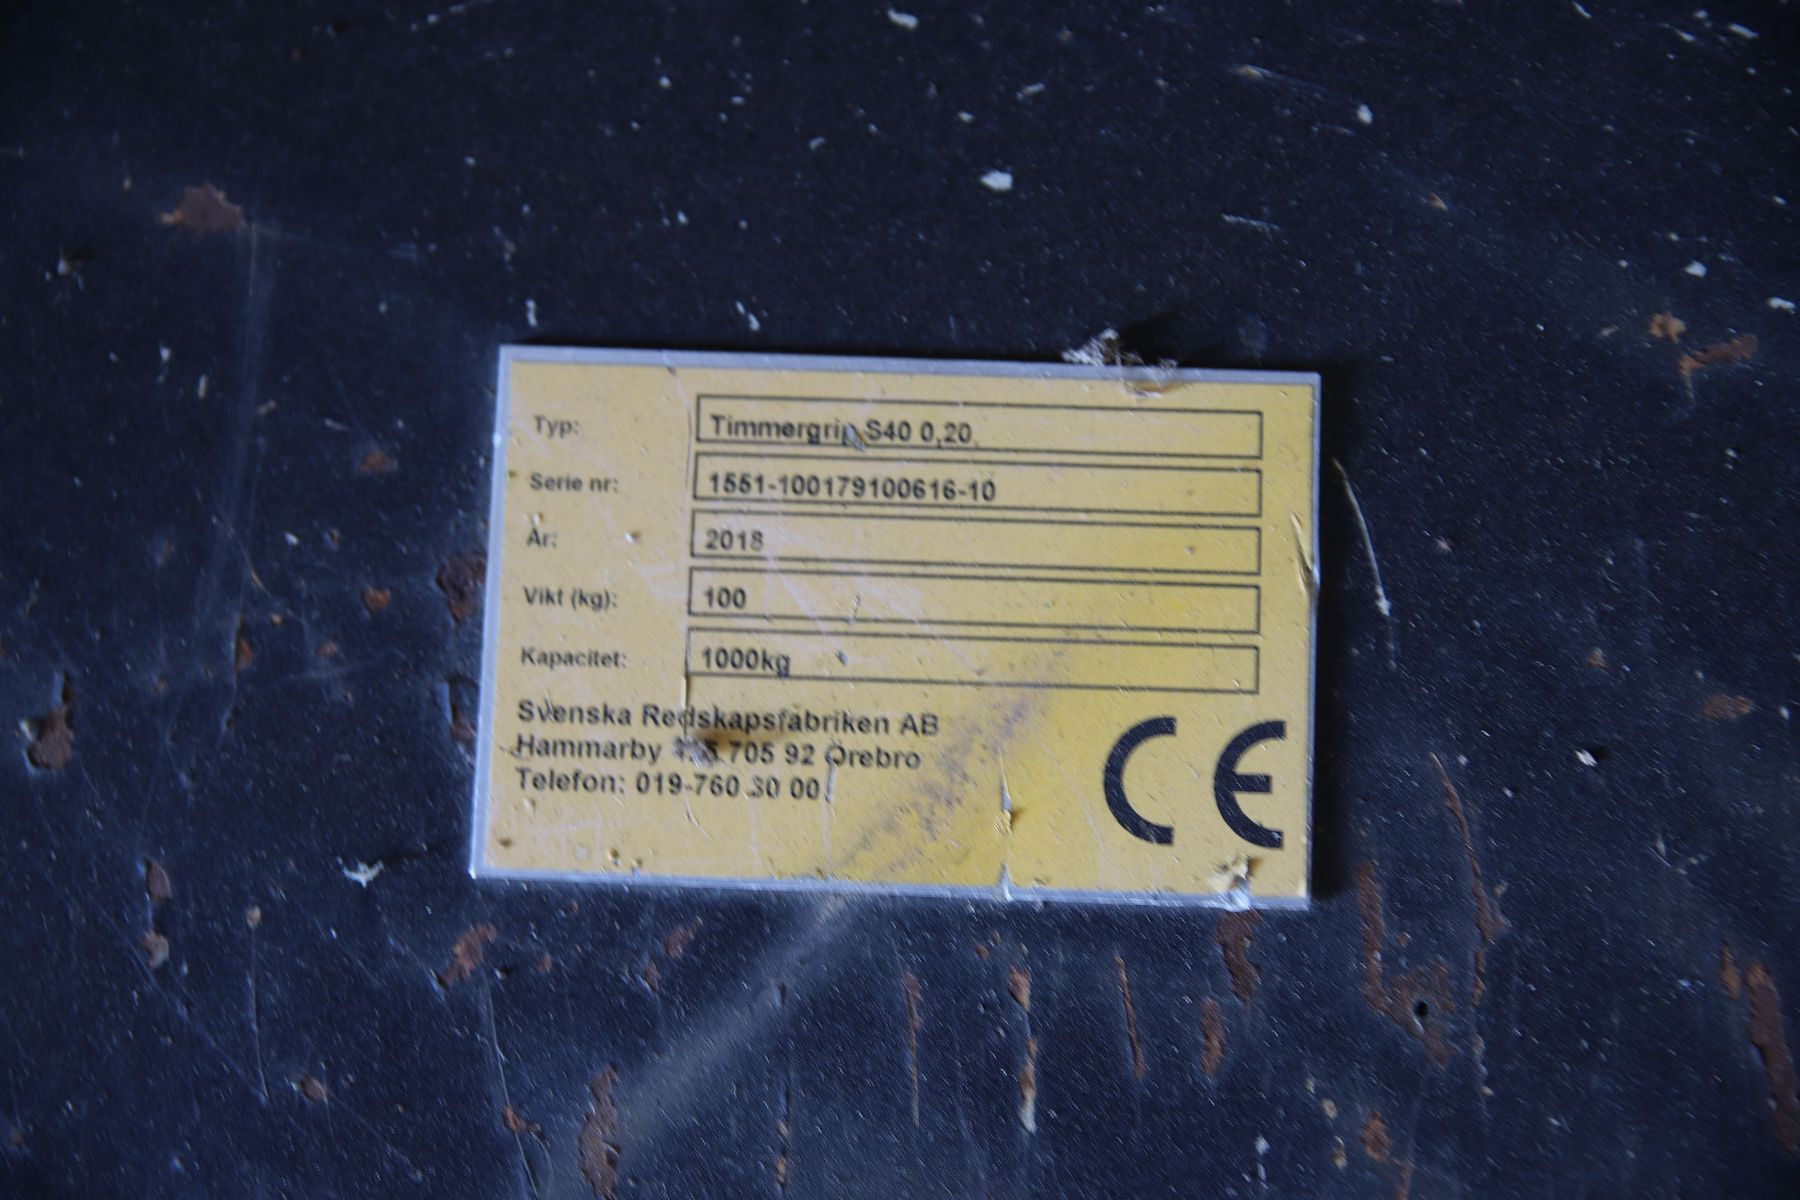 Typ: Timmergrip S40 0,20
Serie nr: 1551-100179100616-10
År: 2018
Vikt (kg): 100
Kapacitet: 1000kg
Svenska Redskapsfabriken AB
Hammarby 705 92 Örebro
Telefon: 019-760 30 00
CE